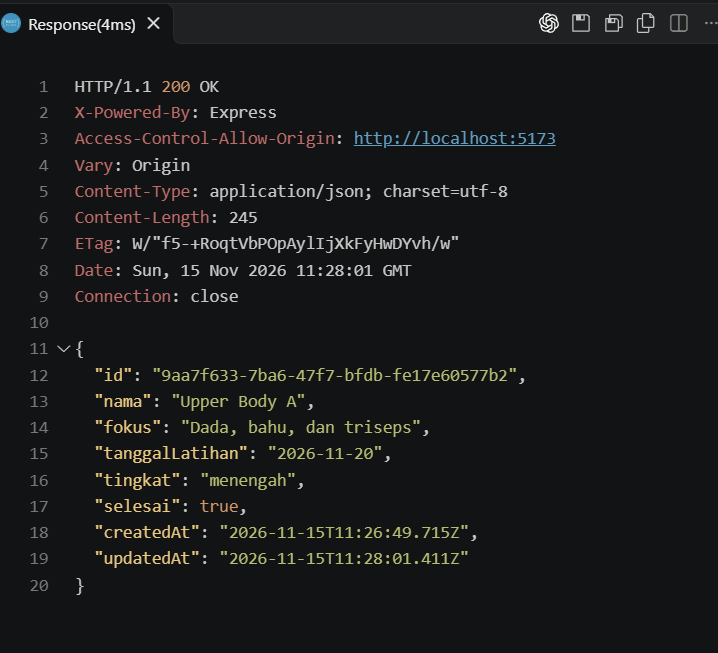 Response(4ms)
1 HTTP/1.1 200 OK
2 X-Powered-By: Express
3 Access-Control-Allow-Origin: http://localhost:5173
4 Vary: Origin
5 Content-Type: application/json; charset=utf-8
6 Content-Length: 245
7 ETag: W/"f5-+RoqtVbPOpAylIjXkFyHwDYvh/w"
8 Date: Sun, 15 Nov 2026 11:28:01 GMT
9 Connection: close
10
11 {
12 "id": "9aa7f633-7ba6-47f7-bfdb-fe17e60577b2",
13 "nama": "Upper Body A",
14 "fokus": "Dada, bahu, dan triseps",
15 "tanggalLatihan": "2026-11-20",
16 "tingkat": "menengah",
17 "selesai": true,
18 "createdAt": "2026-11-15T11:26:49.715Z",
19 "updatedAt": "2026-11-15T11:28:01.411Z"
20 }